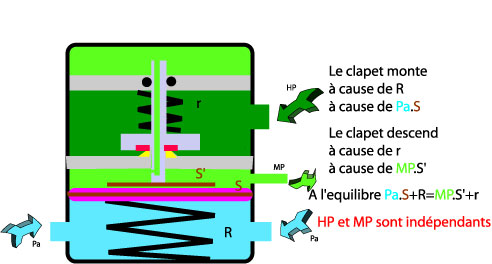 Le clapet monte
HP
à cause de R
à cause de Pa.S
r
Le clapet descend
à cause de r
MP
à cause de MP.S'
S'
S
A l'equilibre Pa.S+R=MP.S'+r
HP et MP sont indépendants
R
Pa
Pa